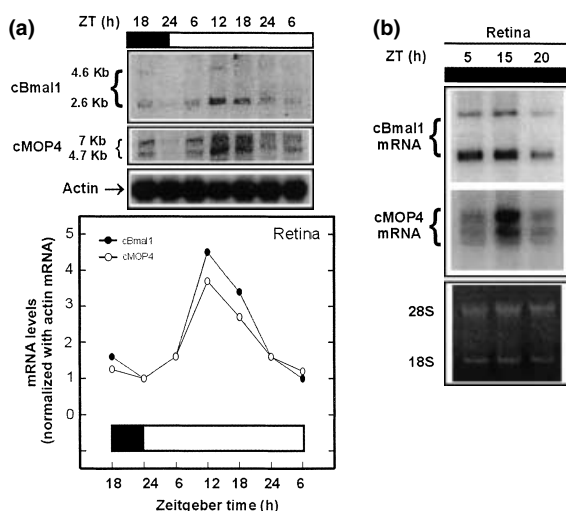 (a)
ZT (h) 18 24 6 12 18 24 6
cBmal1
4.6 Kb
2.6 Kb
cMOP4
7 Kb
4.7 Kb
Actin →
mRNA levels
(normalized with actin mRNA)
5
4
3
2
1
0
cBmal1
cMOP4
Retina
18 24 6 12 18 24 6
Zeitgeber time (h)
(b)
Retina
ZT (h) 5 15 20
cBmal1
mRNA
cMOP4
mRNA
28S
18S